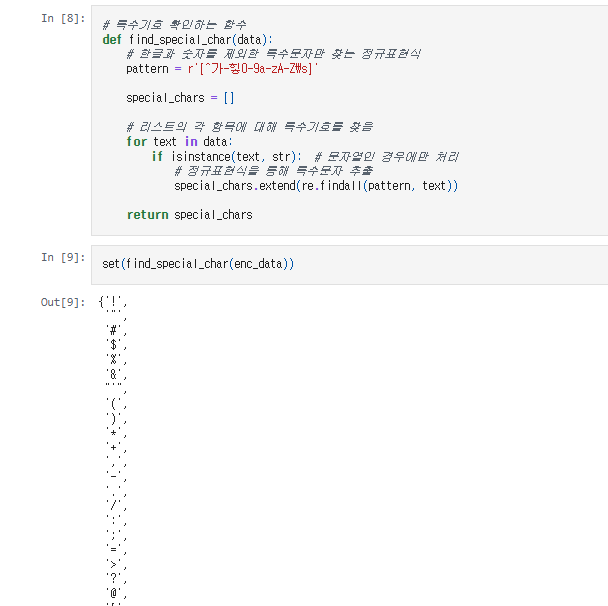 In [8]:
# 특수기호 확인하는 함수
def find_special_char(data):
    # 한글과 숫자를 제외한 특수문자만 찾는 정규표현식
    pattern = r'[^가-힣0-9a-zA-Z₩s]'
    special_chars = []
    # 리스트의 각 항목에 대해 특수기호를 찾음
    for text in data:
        if isinstance(text, str):  # 문자열인 경우에만 처리
            # 정규표현식을 통해 특수문자 추출
            special_chars.extend(re.findall(pattern, text))
    return special_chars
In [9]:
set(find_special_char(enc_data))
Out[9]:
{'!',
'"',
'#',
'$',
'%',
'&',
"'",
'(',
')',
'*',
'+',
',',
'-',
'.',
'/',
':',
';',
'=',
'>',
'?',
'@',